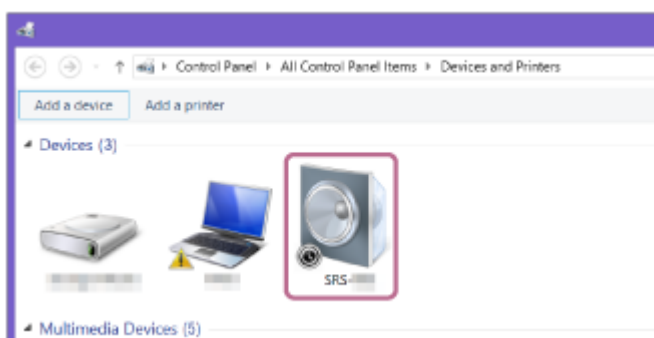 Control Panel All Control Panel Items Devices and Printers
Add a device Add a printer
Devices (3)
SRS-
Multimedia Devices (5)